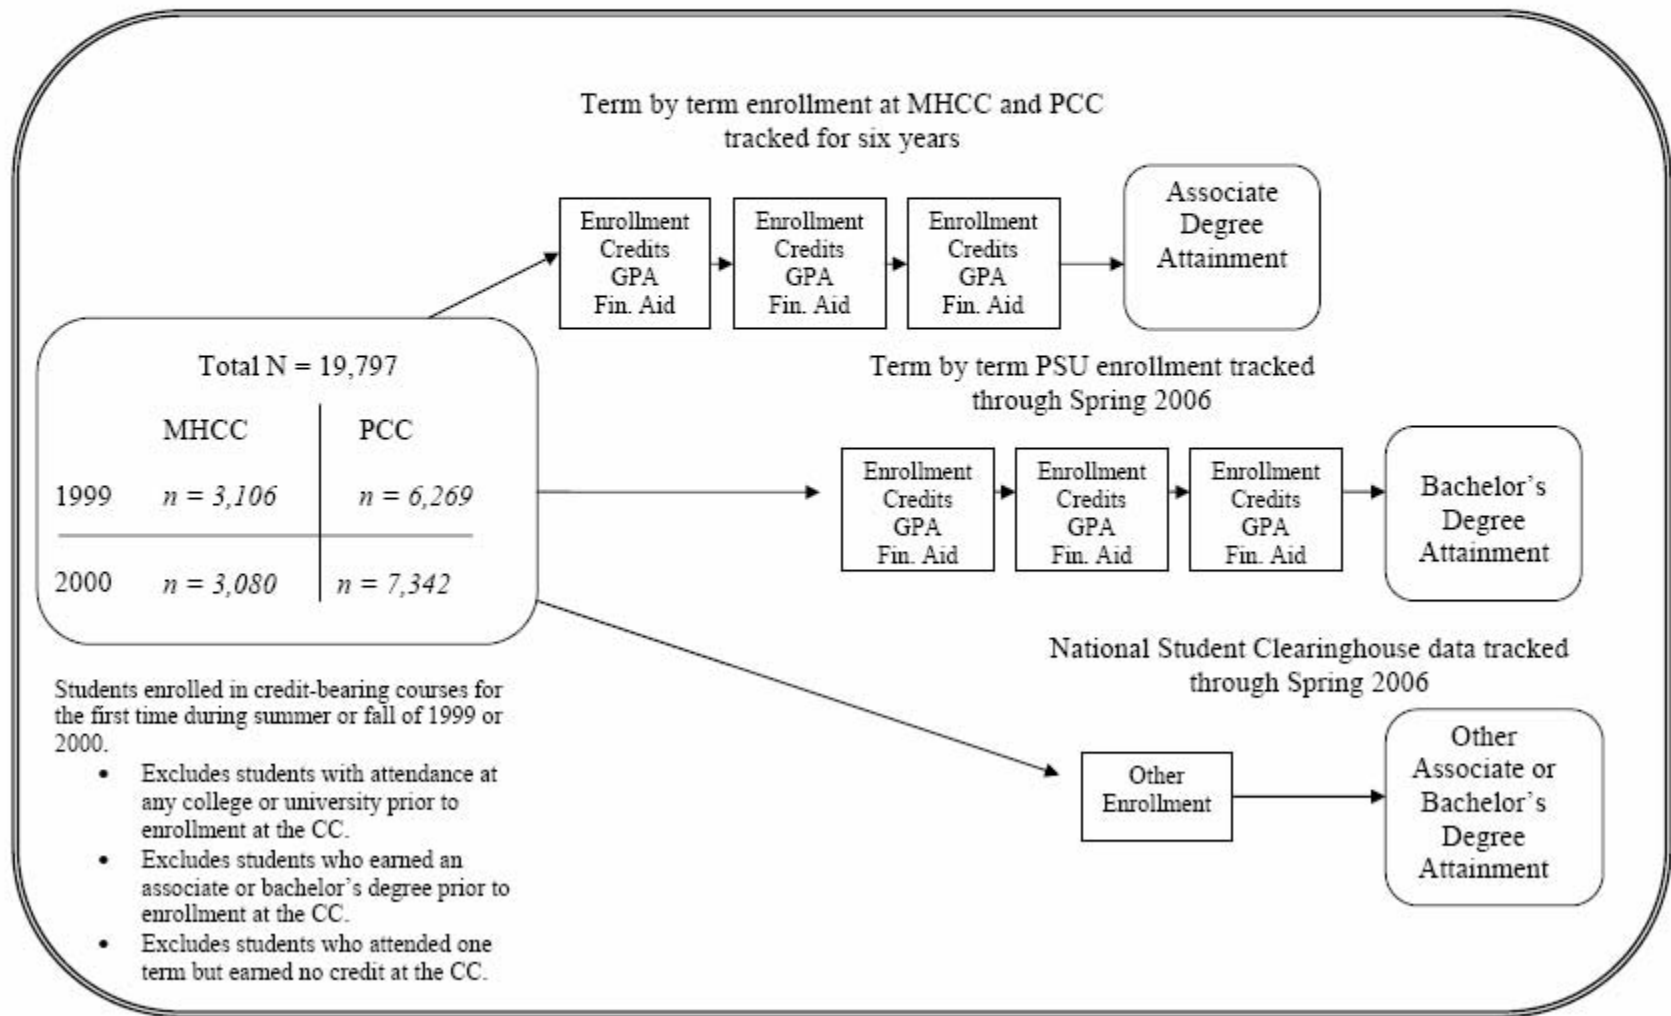 Term by term enrollment at MHCC and PCC
tracked for six years
Enrollment
Credits
GPA
Fin. Aid
Enrollment
Credits
GPA
Fin. Aid
Enrollment
Credits
GPA
Fin. Aid
Associate
Degree
Attainment
Total N = 19,797
MHCC PCC
1999 n = 3,106 n = 6,269
2000 n = 3,080 n = 7,342
Term by term PSU enrollment tracked
through Spring 2006
Enrollment
Credits
GPA
Fin. Aid
Enrollment
Credits
GPA
Fin. Aid
Enrollment
Credits
GPA
Fin. Aid
Bachelor's
Degree
Attainment
National Student Clearinghouse data tracked
through Spring 2006
Other
Enrollment
Other
Associate or
Bachelor's
Degree
Attainment
Students enrolled in credit-bearing courses for
the first time during summer or fall of 1999 or
2000.
• Excludes students with attendance at
any college or university prior to
enrollment at the CC.
• Excludes students who earned an
associate or bachelor's degree prior to
enrollment at the CC.
• Excludes students who attended one
term but earned no credit at the CC.